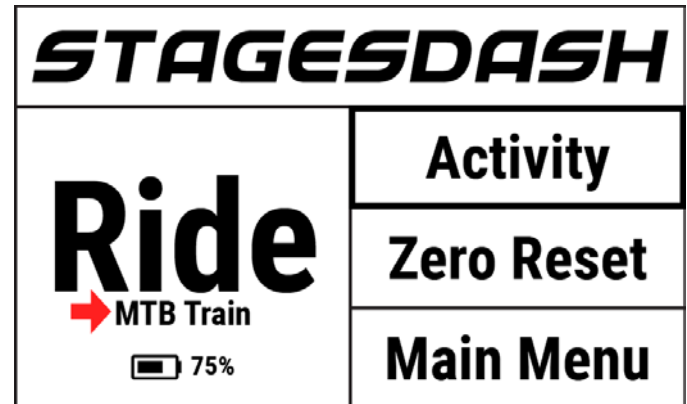 STAGESDASH
Ride
MTB Train
75%
Activity
Zero Reset
Main Menu